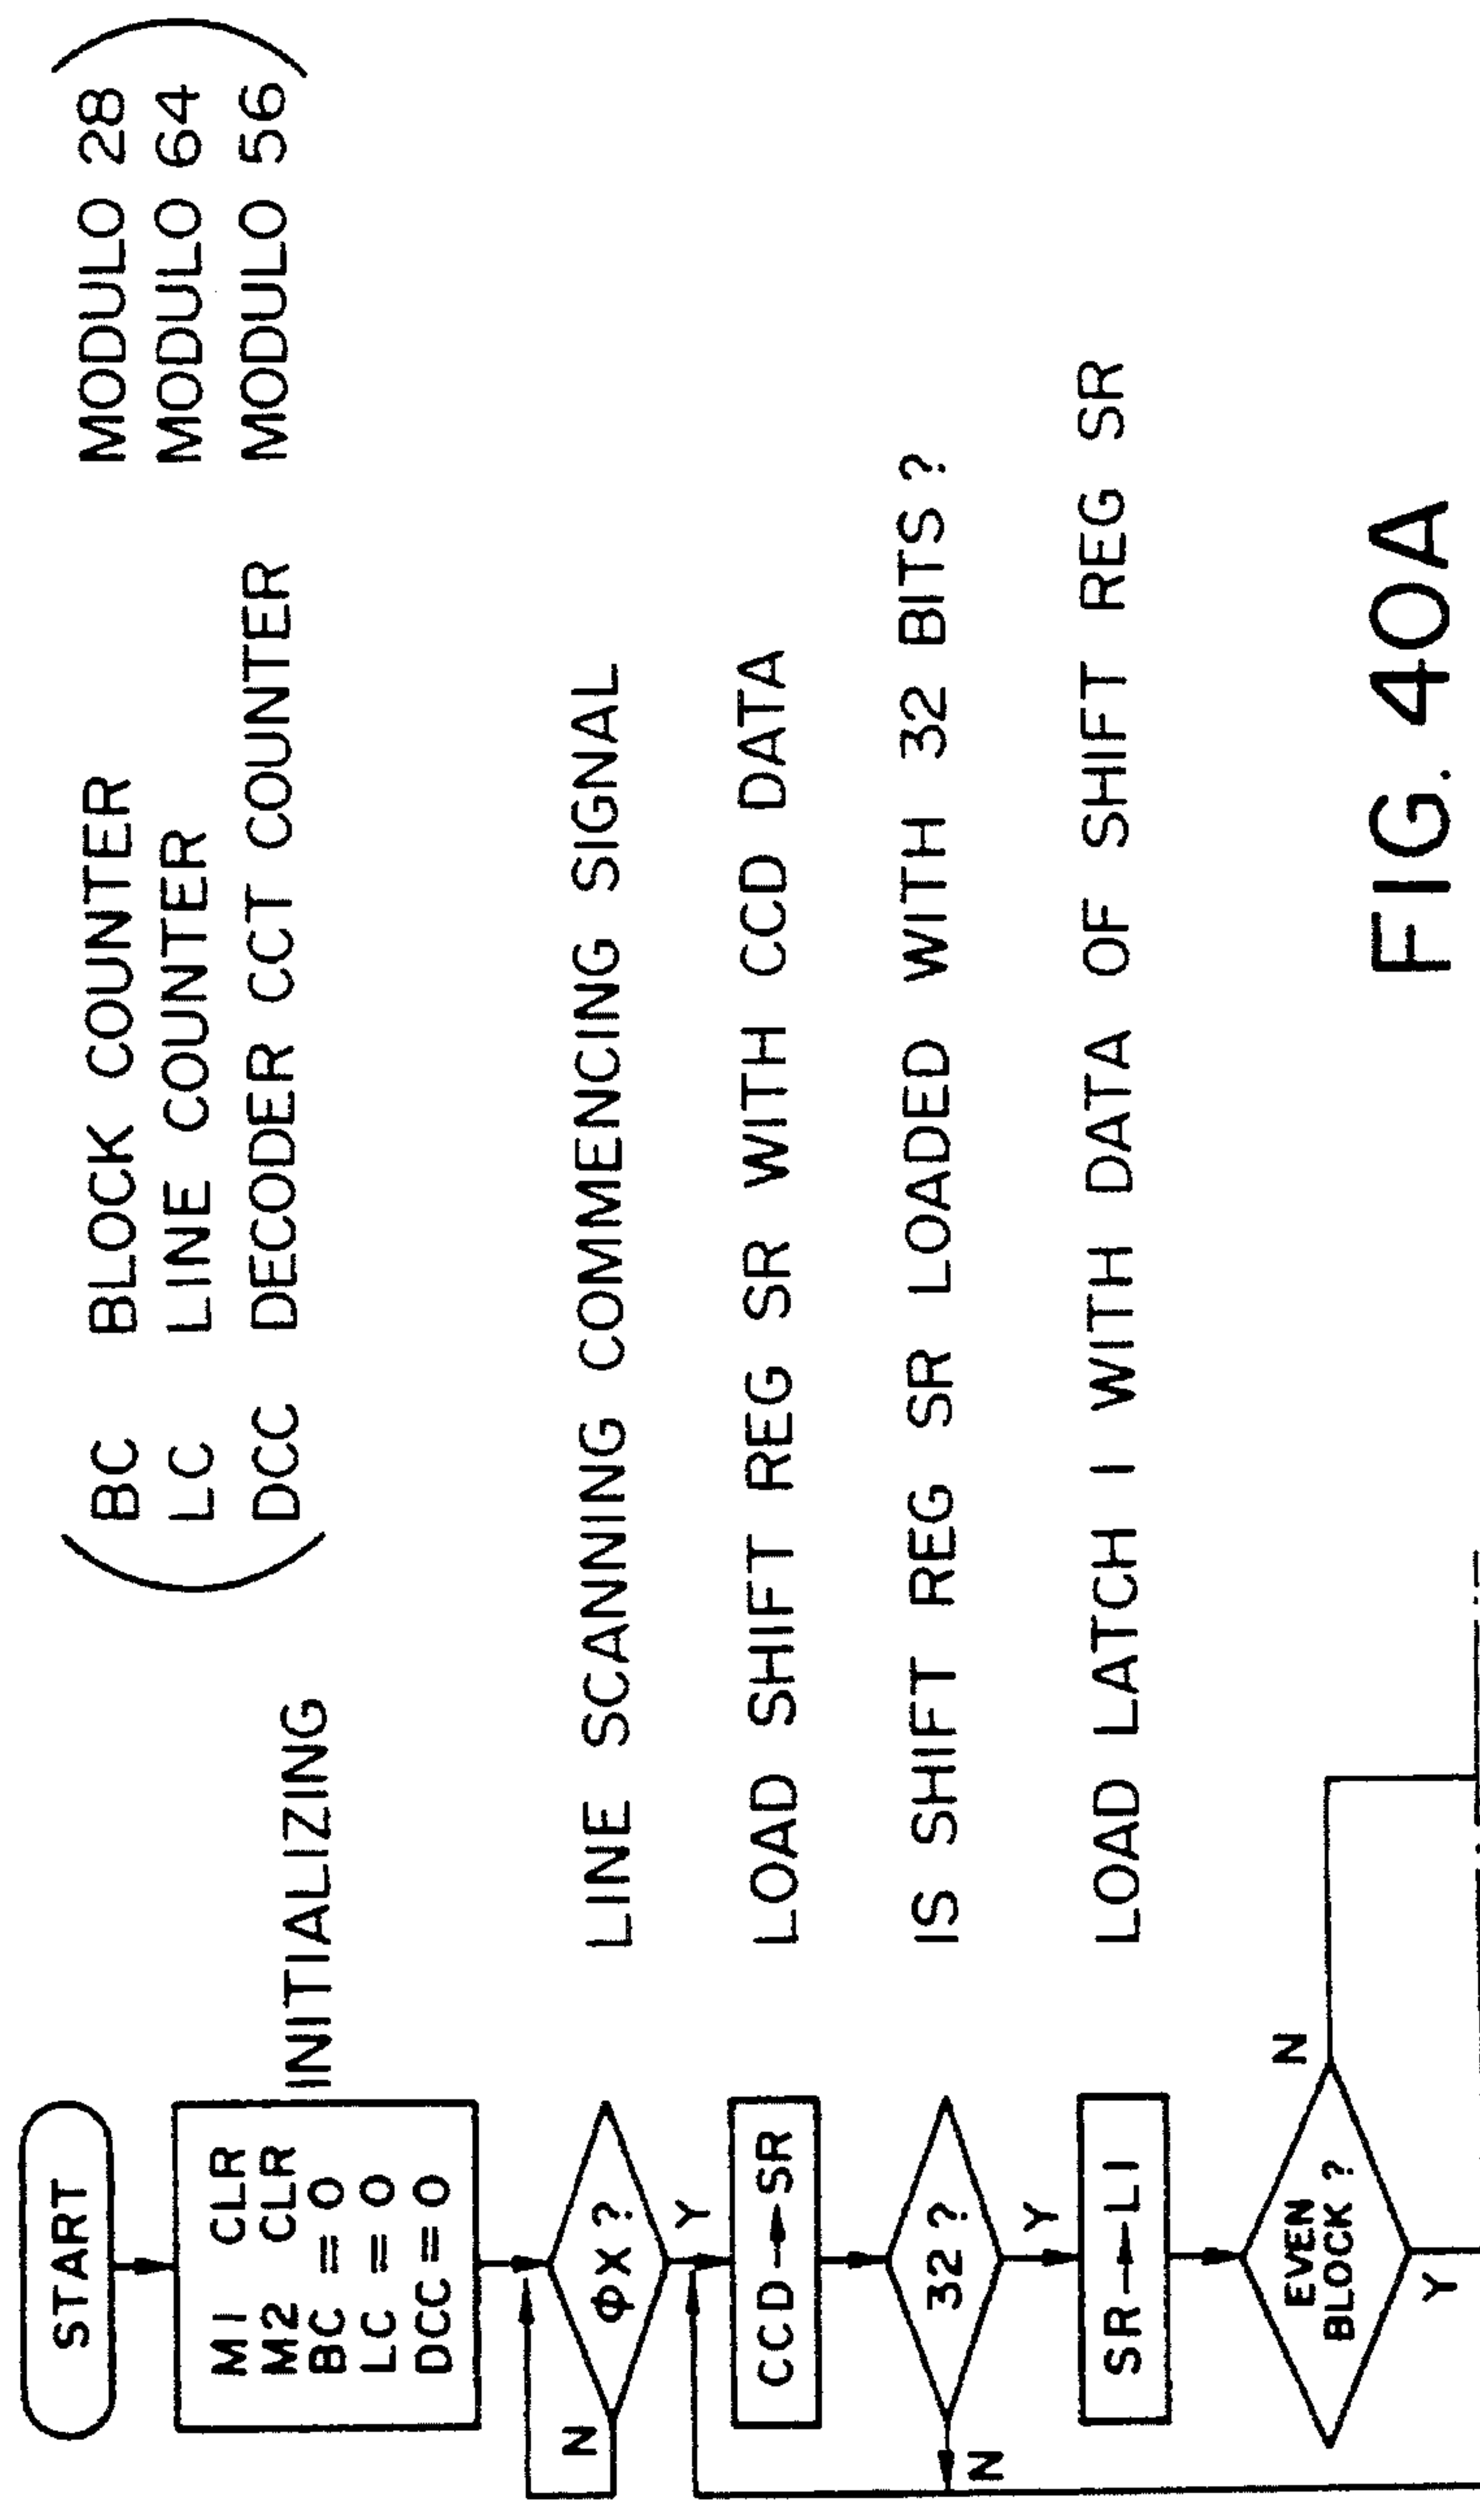 START
M1 CLR
M2 CLR
BC = 0
LC = 0
DCC = 0
INITIALIZING
BC BLOCK COUNTER MODULO 28
LC LINE COUNTER MODULO 64
DCC DECODER CCT COUNTER MODULO 56
ΦX?
N
Y
LINE SCANNING COMMENCING SIGNAL
CCD→SR
LOAD SHIFT REG SR WITH CCD DATA
32?
N
Y
IS SHIFT REG SR LOADED WITH 32 BITS?
SR→L1
LOAD LATCH 1 WITH DATA OF SHIFT REG SR
EVEN
BLOCK?
N
Y
FIG. 40A